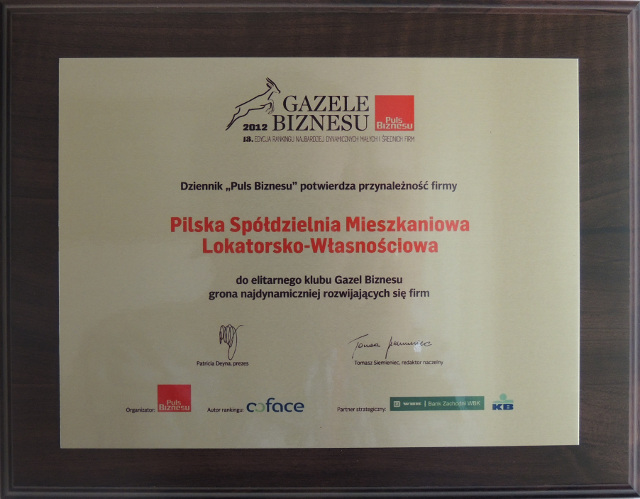 GAZELE
2012 BIZNESU
Puls
Biznesu
13. EDYCJA RANKINGU NAJBARDZIEJ DYNAMICZNYCH MAŁYCH I ŚREDNICH FIRM
Dziennik „Puls Biznesu” potwierdza przynależność firmy
Pilska Spółdzielnia Mieszkaniowa
Lokatorsko-Własnościowa
do elitarnego klubu Gazel Biznesu
grona najdynamiczniej rozwijających się firm
Patricia Deyna, prezes
Tomasz Siemieniec, redaktor naczelny
Organizator:
Puls
Biznesu
Autor rankingu:
coface
Partner strategiczny:
Bank Zachodni WBK
KB